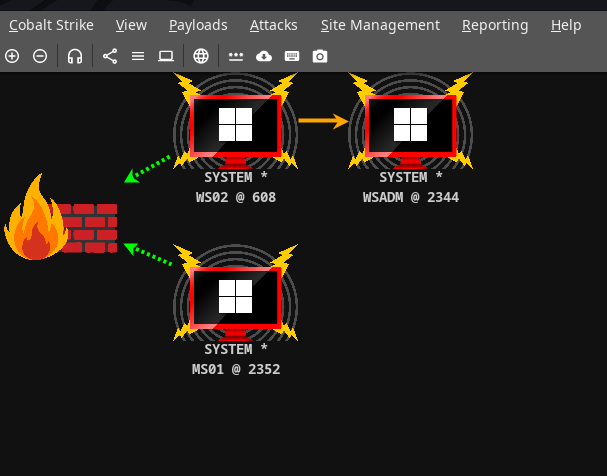 Cobalt Strike View Payloads Attacks Site Management Reporting Help
SYSTEM * SYSTEM *
WS02 @ 608 WSADM @ 2344
SYSTEM *
MS01 @ 2352